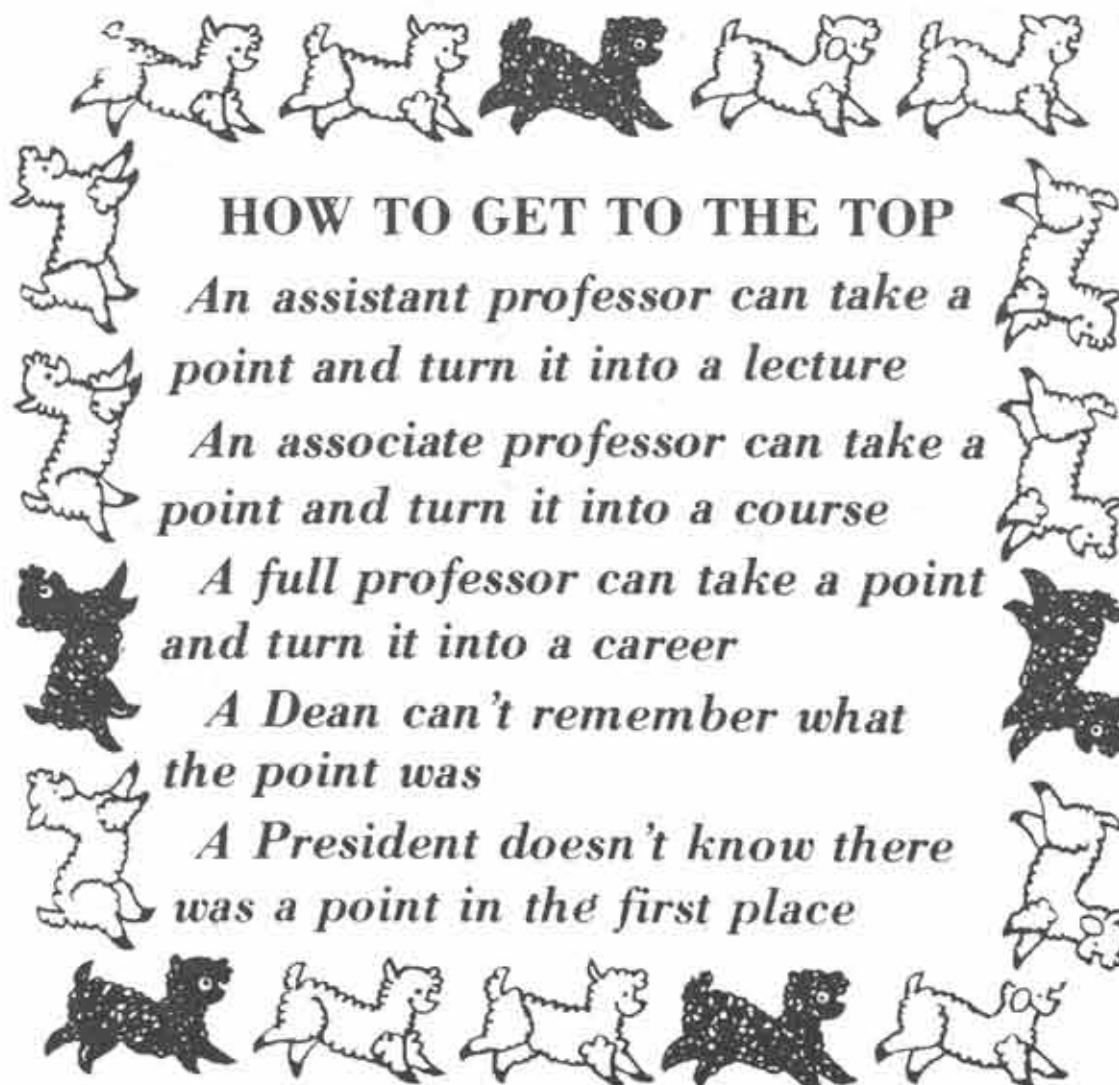 HOW TO GET TO THE TOP
An assistant professor can take a
point and turn it into a lecture
An associate professor can take a
point and turn it into a course
A full professor can take a point
and turn it into a career
A Dean can't remember what
the point was
A President doesn't know there
was a point in the first place